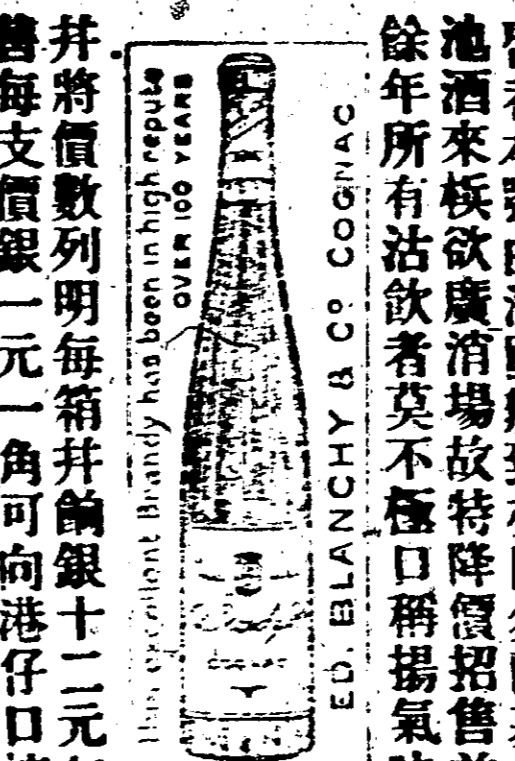 池酒來梹欲廣消場故特降價招售
餘年所有沽飲者莫不極口稱揚氣
ED. BLANCHY & Cº COGNAC
This excellent Brandy has been in high repute
OVER 100 YEARS
幷將價數列明每箱幷餉銀十二元
每支價銀一元一角可向港仔口